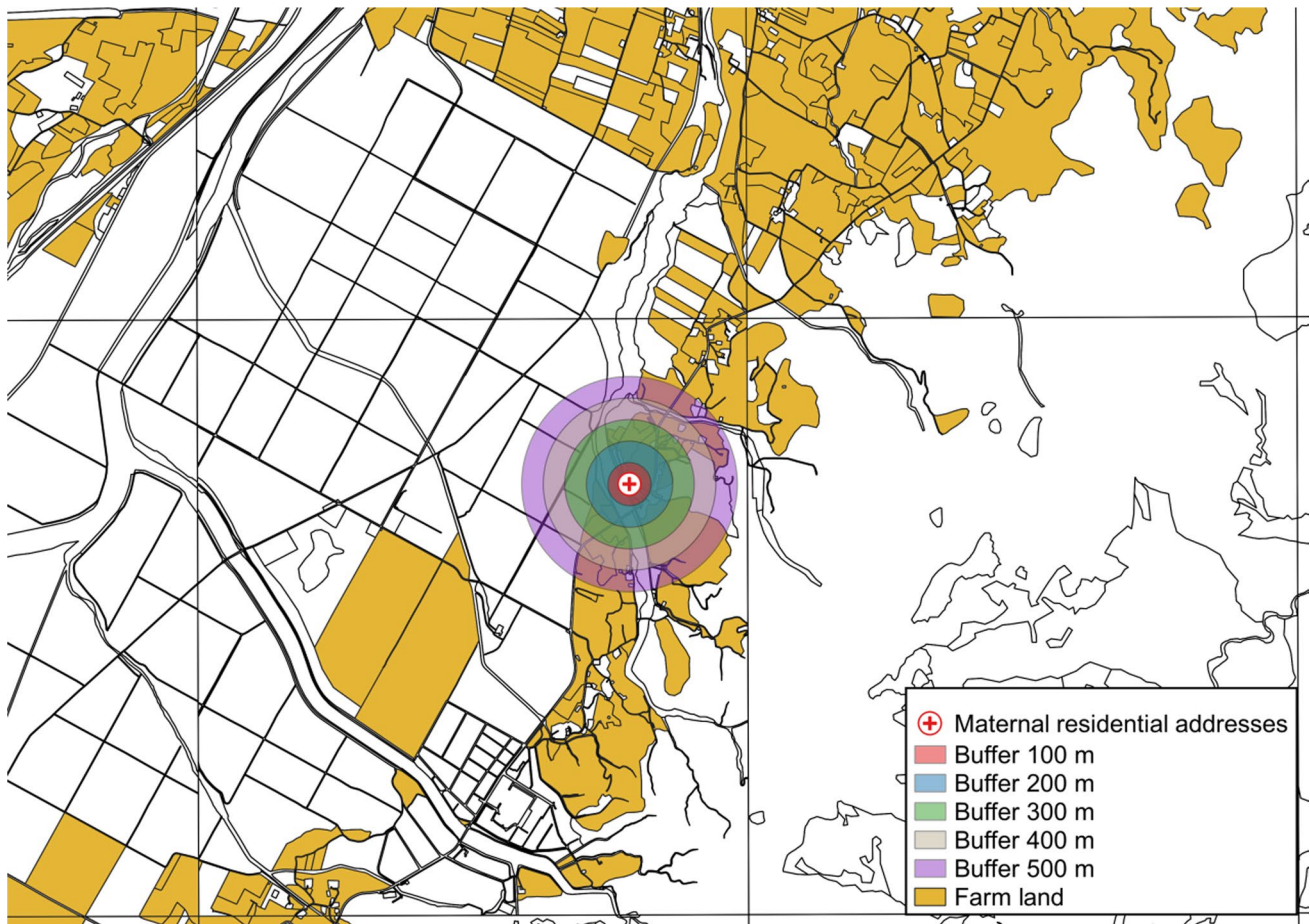 Maternal residential addresses
Buffer 100 m
Buffer 200 m
Buffer 300 m
Buffer 400 m
Buffer 500 m
Farm land